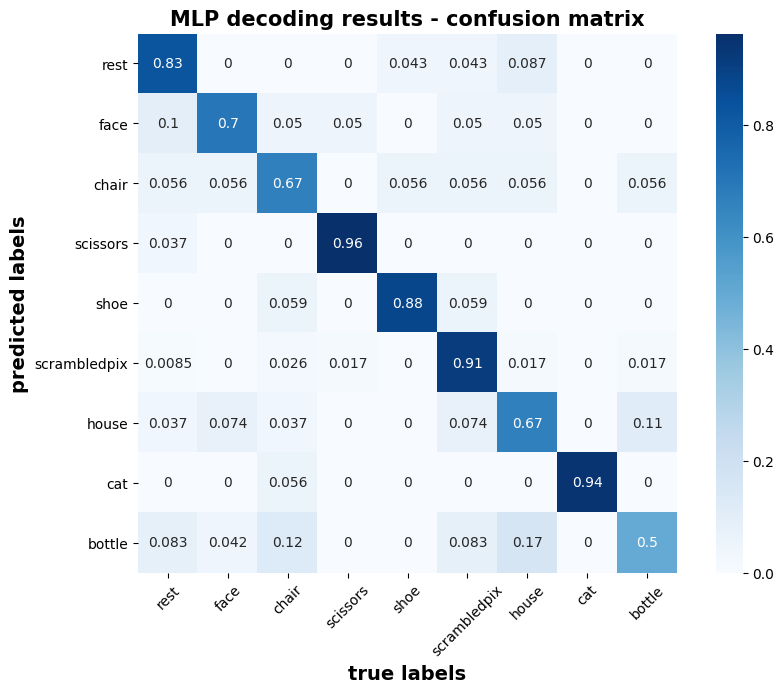 MLP decoding results - confusion matrix
predicted labels
rest 0.83 0 0 0 0.043 0.043 0.087 0 0
face 0.1 0.7 0.05 0.05 0 0.05 0.05 0 0
chair 0.056 0.056 0.67 0 0.056 0.056 0.056 0 0.056
scissors 0.037 0 0 0.96 0 0 0 0 0
shoe 0 0 0.059 0 0.88 0.059 0 0 0
scrambledpix 0.0085 0 0.026 0.017 0 0.91 0.017 0 0.017
house 0.037 0.074 0.037 0 0 0.074 0.67 0 0.11
cat 0 0 0.056 0 0 0 0 0.94 0
bottle 0.083 0.042 0.12 0 0 0.083 0.17 0 0.5
rest face chair scissors shoe scrambledpix house cat bottle
true labels
0.8
0.6
0.4
0.2
0.0